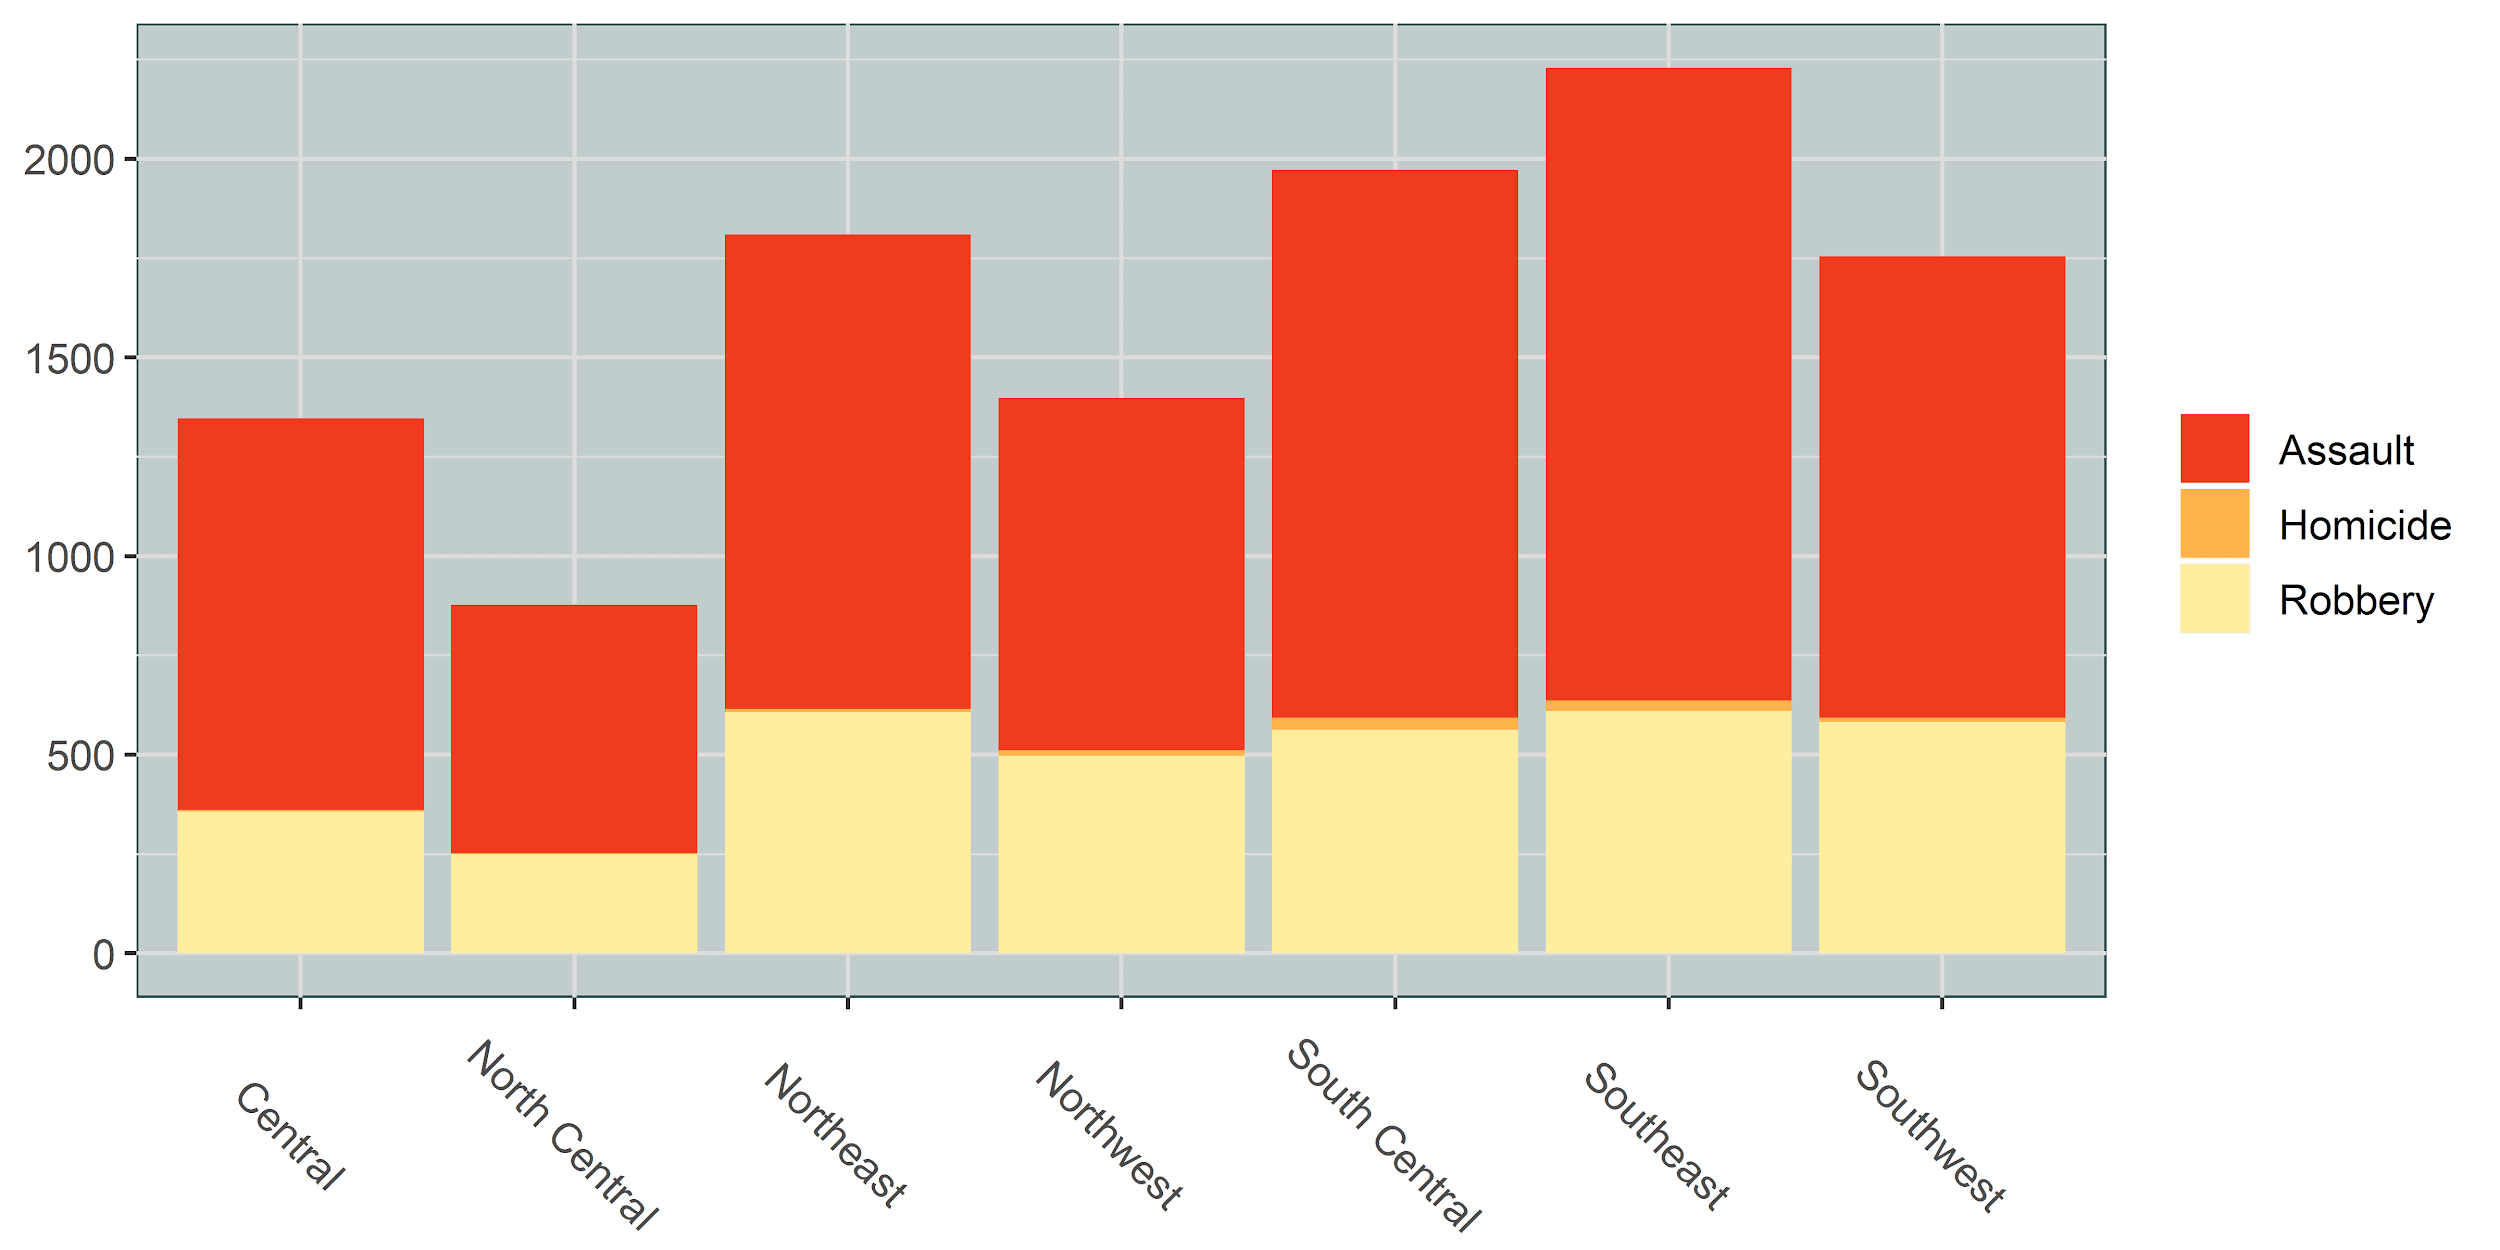 2000
1500
1000
500
0
Central
North Central
Northeast
Northwest
South Central
Southeast
Southwest
Assault
Homicide
Robbery